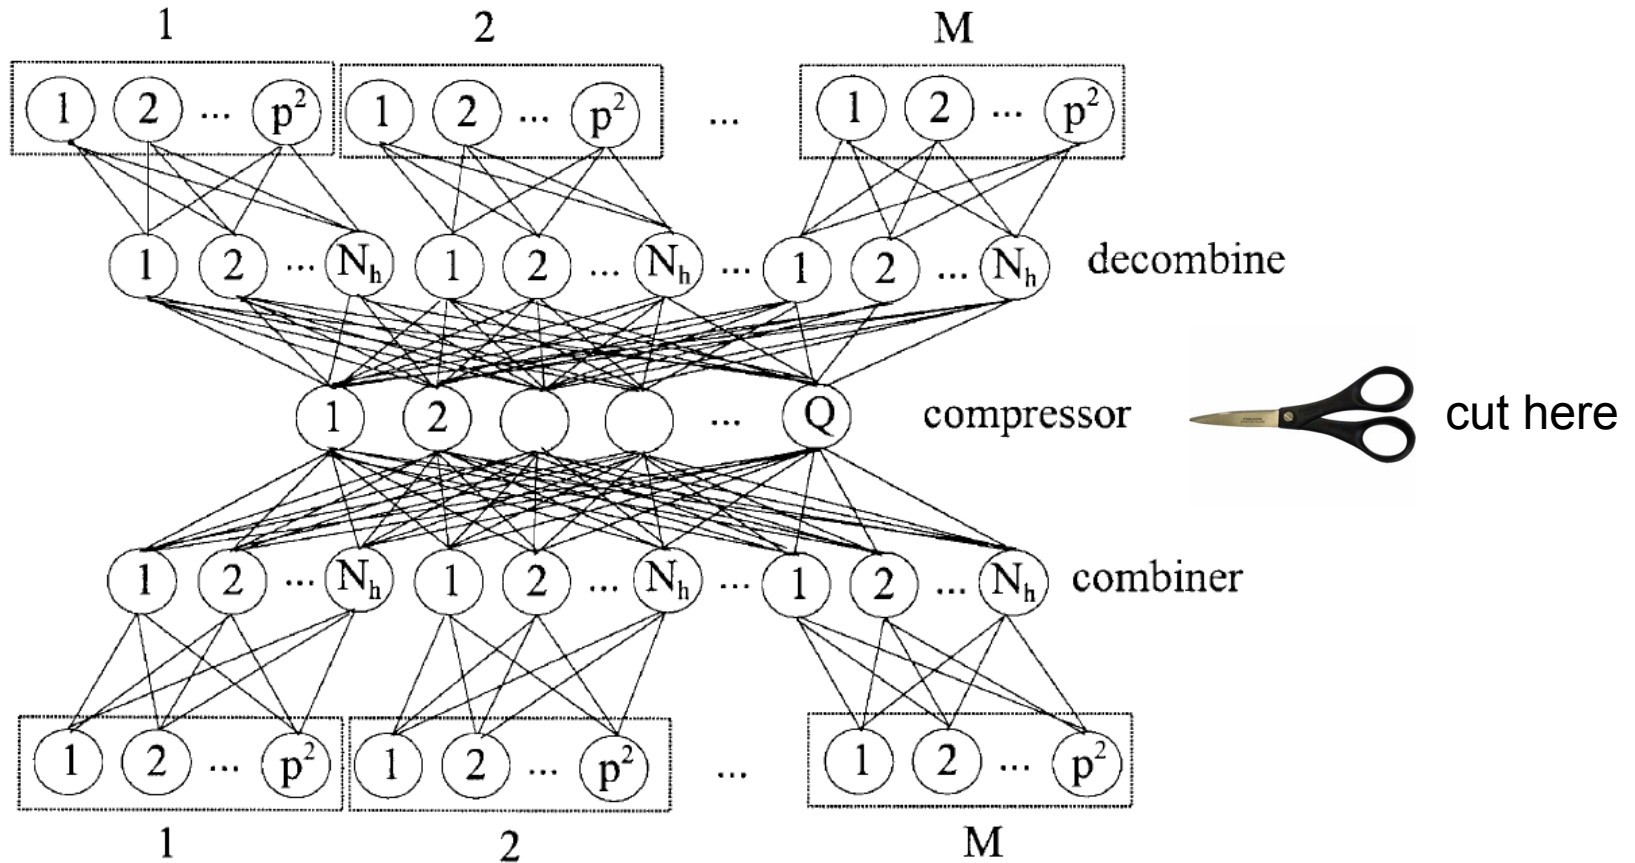 1 2 M
1 2 ... p² 1 2 ... p² ... 1 2 ... p²
1 2 ... Nₕ 1 2 ... Nₕ ... 1 2 ... Nₕ decombine
1 2 ... Q compressor cut here
1 2 ... Nₕ 1 2 ... Nₕ ... 1 2 ... Nₕ combiner
1 2 ... p² 1 2 ... p² ... 1 2 ... p²
1 2 M